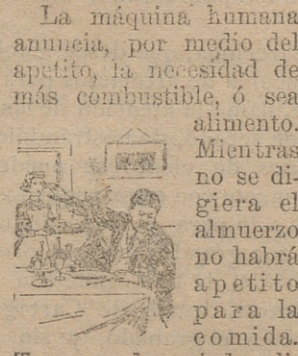 La máquina humana
anuncia, por medio del
apetito, la necesidad de
más combustible, ó sea
alimento.
Mientras
no se di-
giera el
almuerzo
no habrá
apetito
para la
comida.